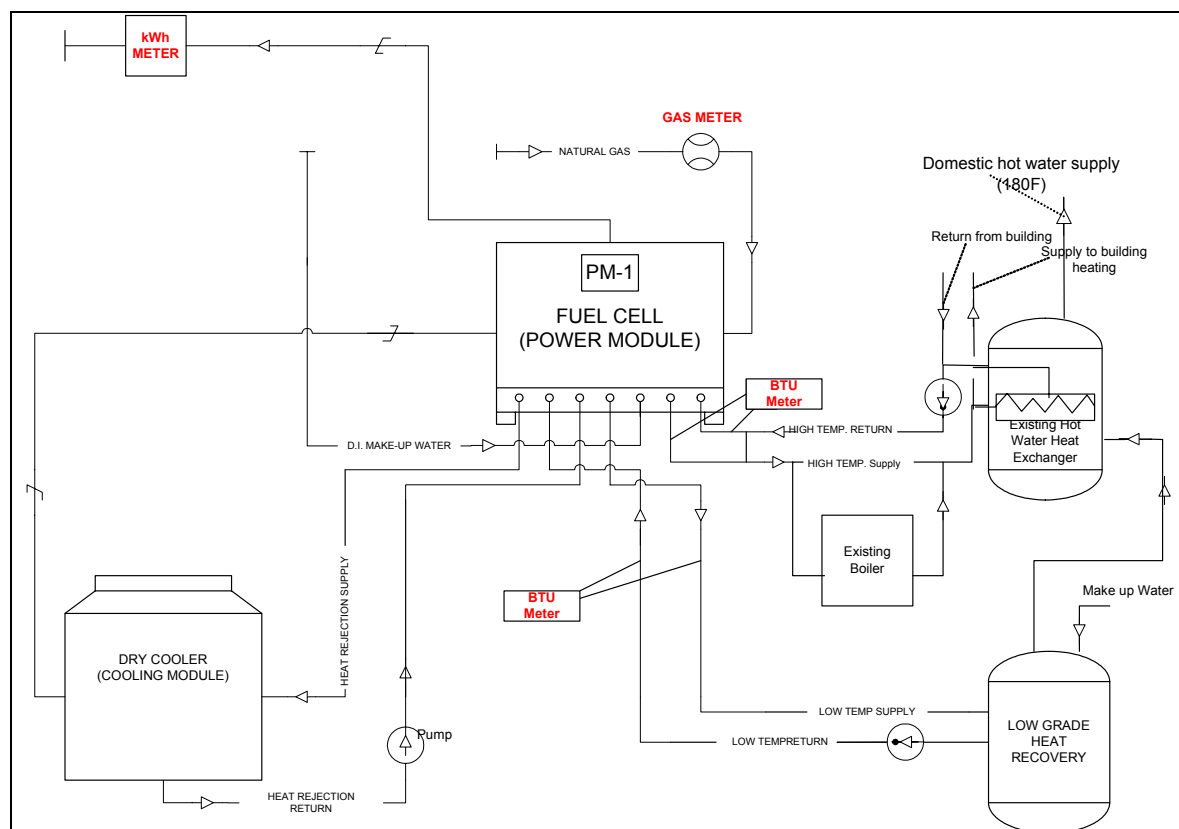 kWh
METER
GAS METER
NATURAL GAS
Domestic hot water supply
(180F)
Return from building
Supply to building
heating
PM-1
FUEL CELL
(POWER MODULE)
BTU
Meter
HIGH TEMP. RETURN
D.I. MAKE-UP WATER
HIGH TEMP. Supply
Existing Hot
Water Heat
Exchanger
Existing
Boiler
HEAT REJECTION SUPPLY
BTU
Meter
Make up Water
DRY COOLER
(COOLING MODULE)
LOW TEMP SUPPLY
LOW GRADE
HEAT
RECOVERY
Pump
LOW TEMPRETURN
HEAT REJECTION
RETURN